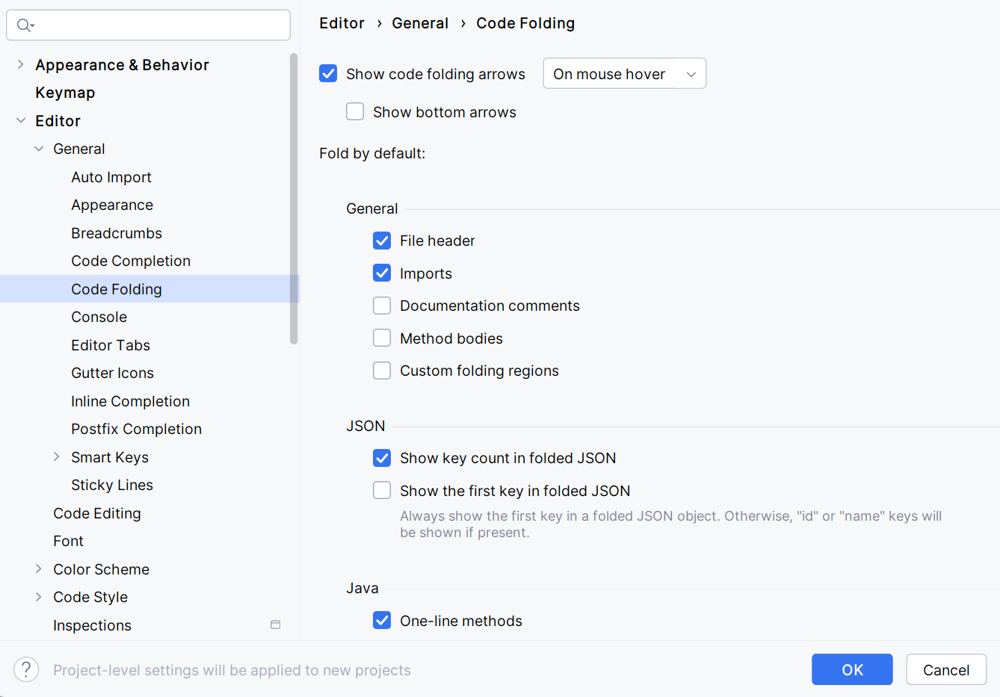 Appearance & Behavior
Keymap
Editor
General
Auto Import
Appearance
Breadcrumbs
Code Completion
Code Folding
Console
Editor Tabs
Gutter Icons
Inline Completion
Postfix Completion
Smart Keys
Sticky Lines
Code Editing
Font
Color Scheme
Code Style
Inspections
Editor › General › Code Folding
Show code folding arrows On mouse hover
Show bottom arrows
Fold by default:
General
File header
Imports
Documentation comments
Method bodies
Custom folding regions
JSON
Show key count in folded JSON
Show the first key in folded JSON
Always show the first key in a folded JSON object. Otherwise, "id" or "name" keys will
be shown if present.
Java
One-line methods
? Project-level settings will be applied to new projects
OK Cancel